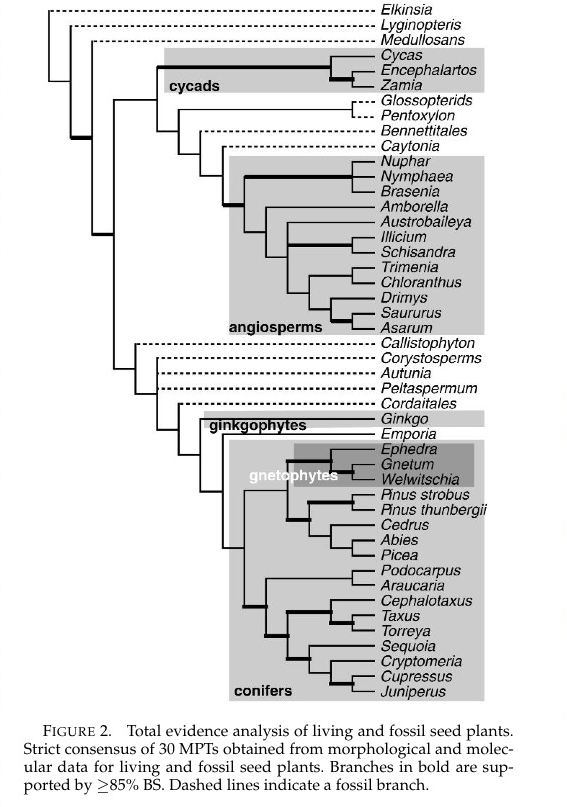 Elkinsia
Lyginopteris
Medullosans
Cycas
Encephalartos
Zamia
cycads
Glossopterids
Pentoxylon
Bennettitales
Caytonia
Nuphar
Nymphaea
Brasenia
Amborella
Austrobaileya
Illicium
Schisandra
Trimenia
Chloranthus
Drimys
Saururus
Asarum
angiosperms
Callistophyton
Corystosperms
Autunia
Peltaspermum
Cordaitales
Ginkgo
ginkgophytes
Emporia
Ephedra
Gnetum
gnetophytes
Welwitschia
Pinus strobus
Pinus thunbergii
Cedrus
Abies
Picea
Podocarpus
Araucaria
Cephalotaxus
Taxus
Torreya
Sequoia
Cryptomeria
Cupressus
Juniperus
conifers
FIGURE 2. Total evidence analysis of living and fossil seed plants.
Strict consensus of 30 MPTs obtained from morphological and molec-
ular data for living and fossil seed plants. Branches in bold are sup-
ported by ≥85% BS. Dashed lines indicate a fossil branch.